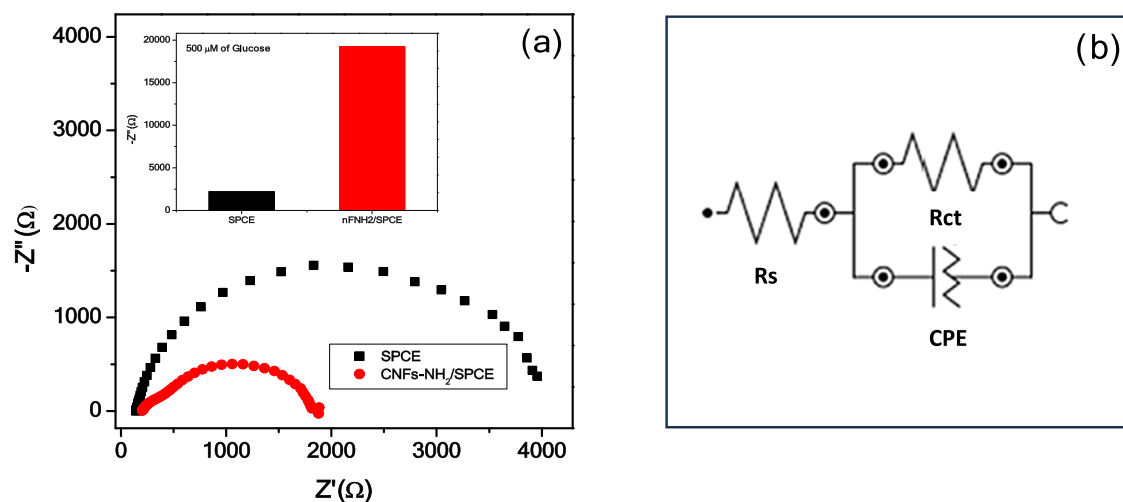 (a)
-Z"(Ω)
4000
3000
2000
1000
0
500 μM of Glucose
-Z"(Ω)
20000
15000
10000
5000
0
SPCE
nFNH2/SPCE
SPCE
CNFs-NH₂/SPCE
0 1000 2000 3000 4000
Z'(Ω)
(b)
Rs
Rct
CPE